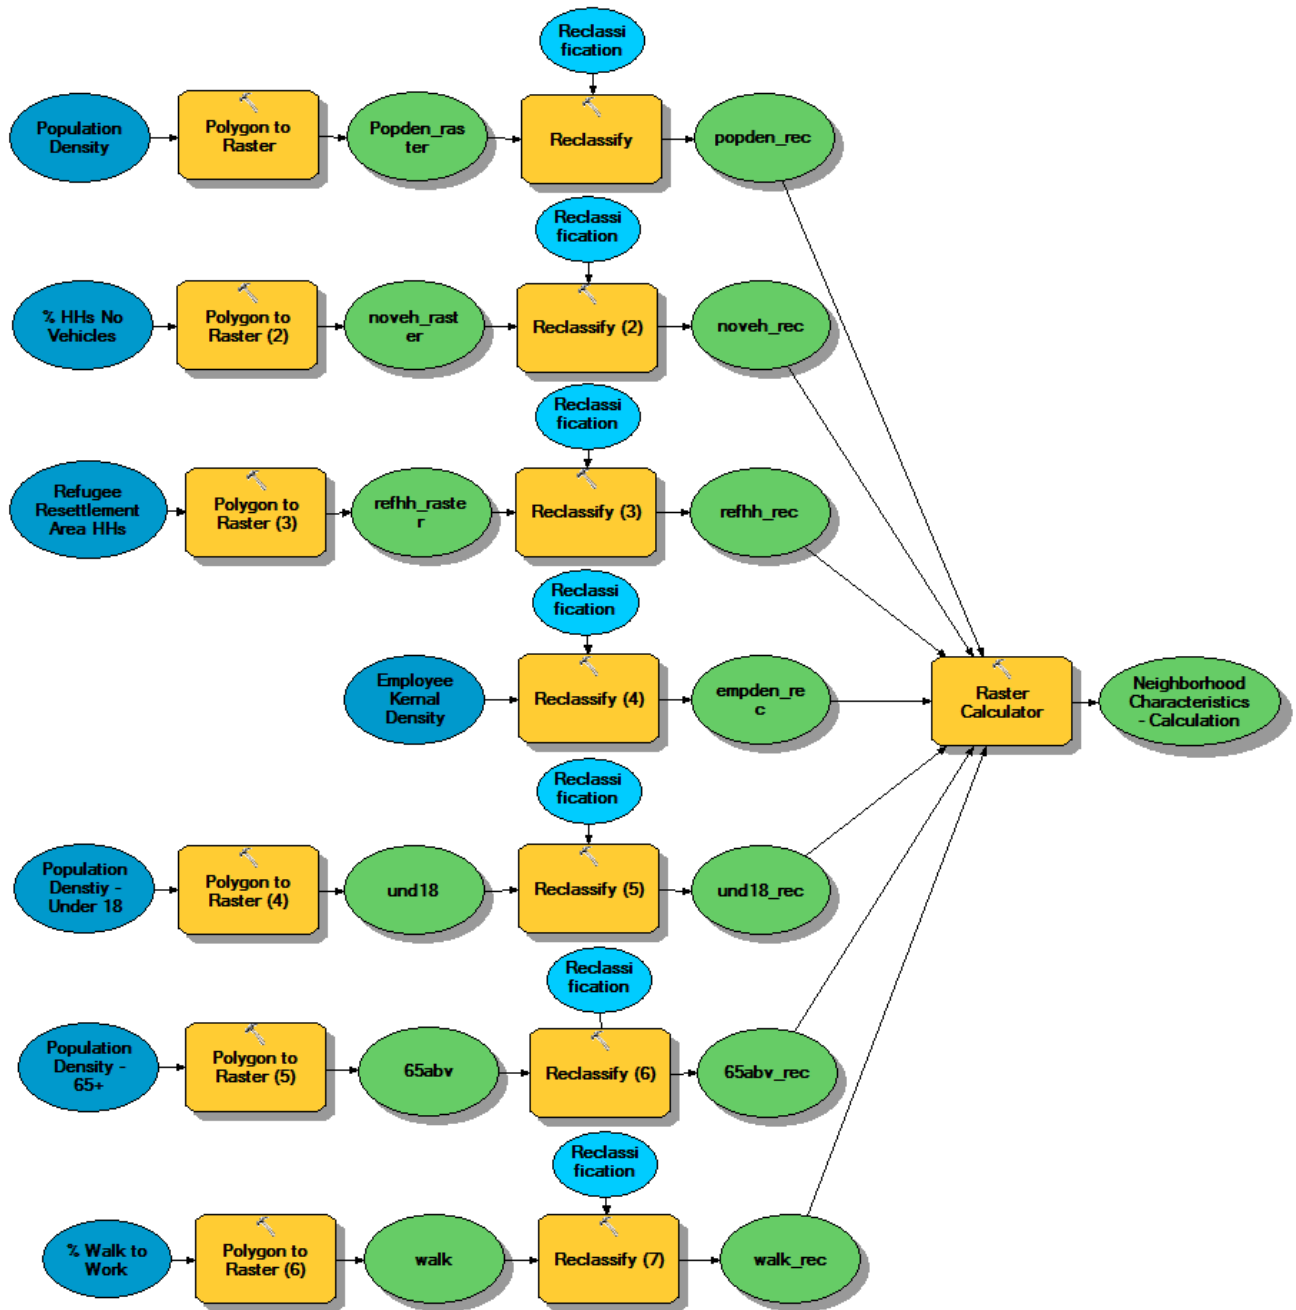 Reclassi
fication
Population
Density
Polygon to
Raster
Popden_ras
ter
Reclassify
popden_rec
Reclassi
fication
% HHs No
Vehicles
Polygon to
Raster (2)
noveh_rast
er
Reclassify (2)
noveh_rec
Reclassi
fication
Refugee
Resettlement
Area HHs
Polygon to
Raster (3)
refhh_raste
r
Reclassify (3)
refhh_rec
Reclassi
fication
Employee
Kernal
Density
Reclassify (4)
empden_re
c
Raster
Calculator
Neighborhood
Characteristics
- Calculation
Reclassi
fication
Population
Denstiy -
Under 18
Polygon to
Raster (4)
und18
Reclassify (5)
und18_rec
Reclassi
fication
Population
Density -
65+
Polygon to
Raster (5)
65abv
Reclassify (6)
65abv_rec
Reclassi
fication
% Walk to
Work
Polygon to
Raster (6)
walk
Reclassify (7)
walk_rec